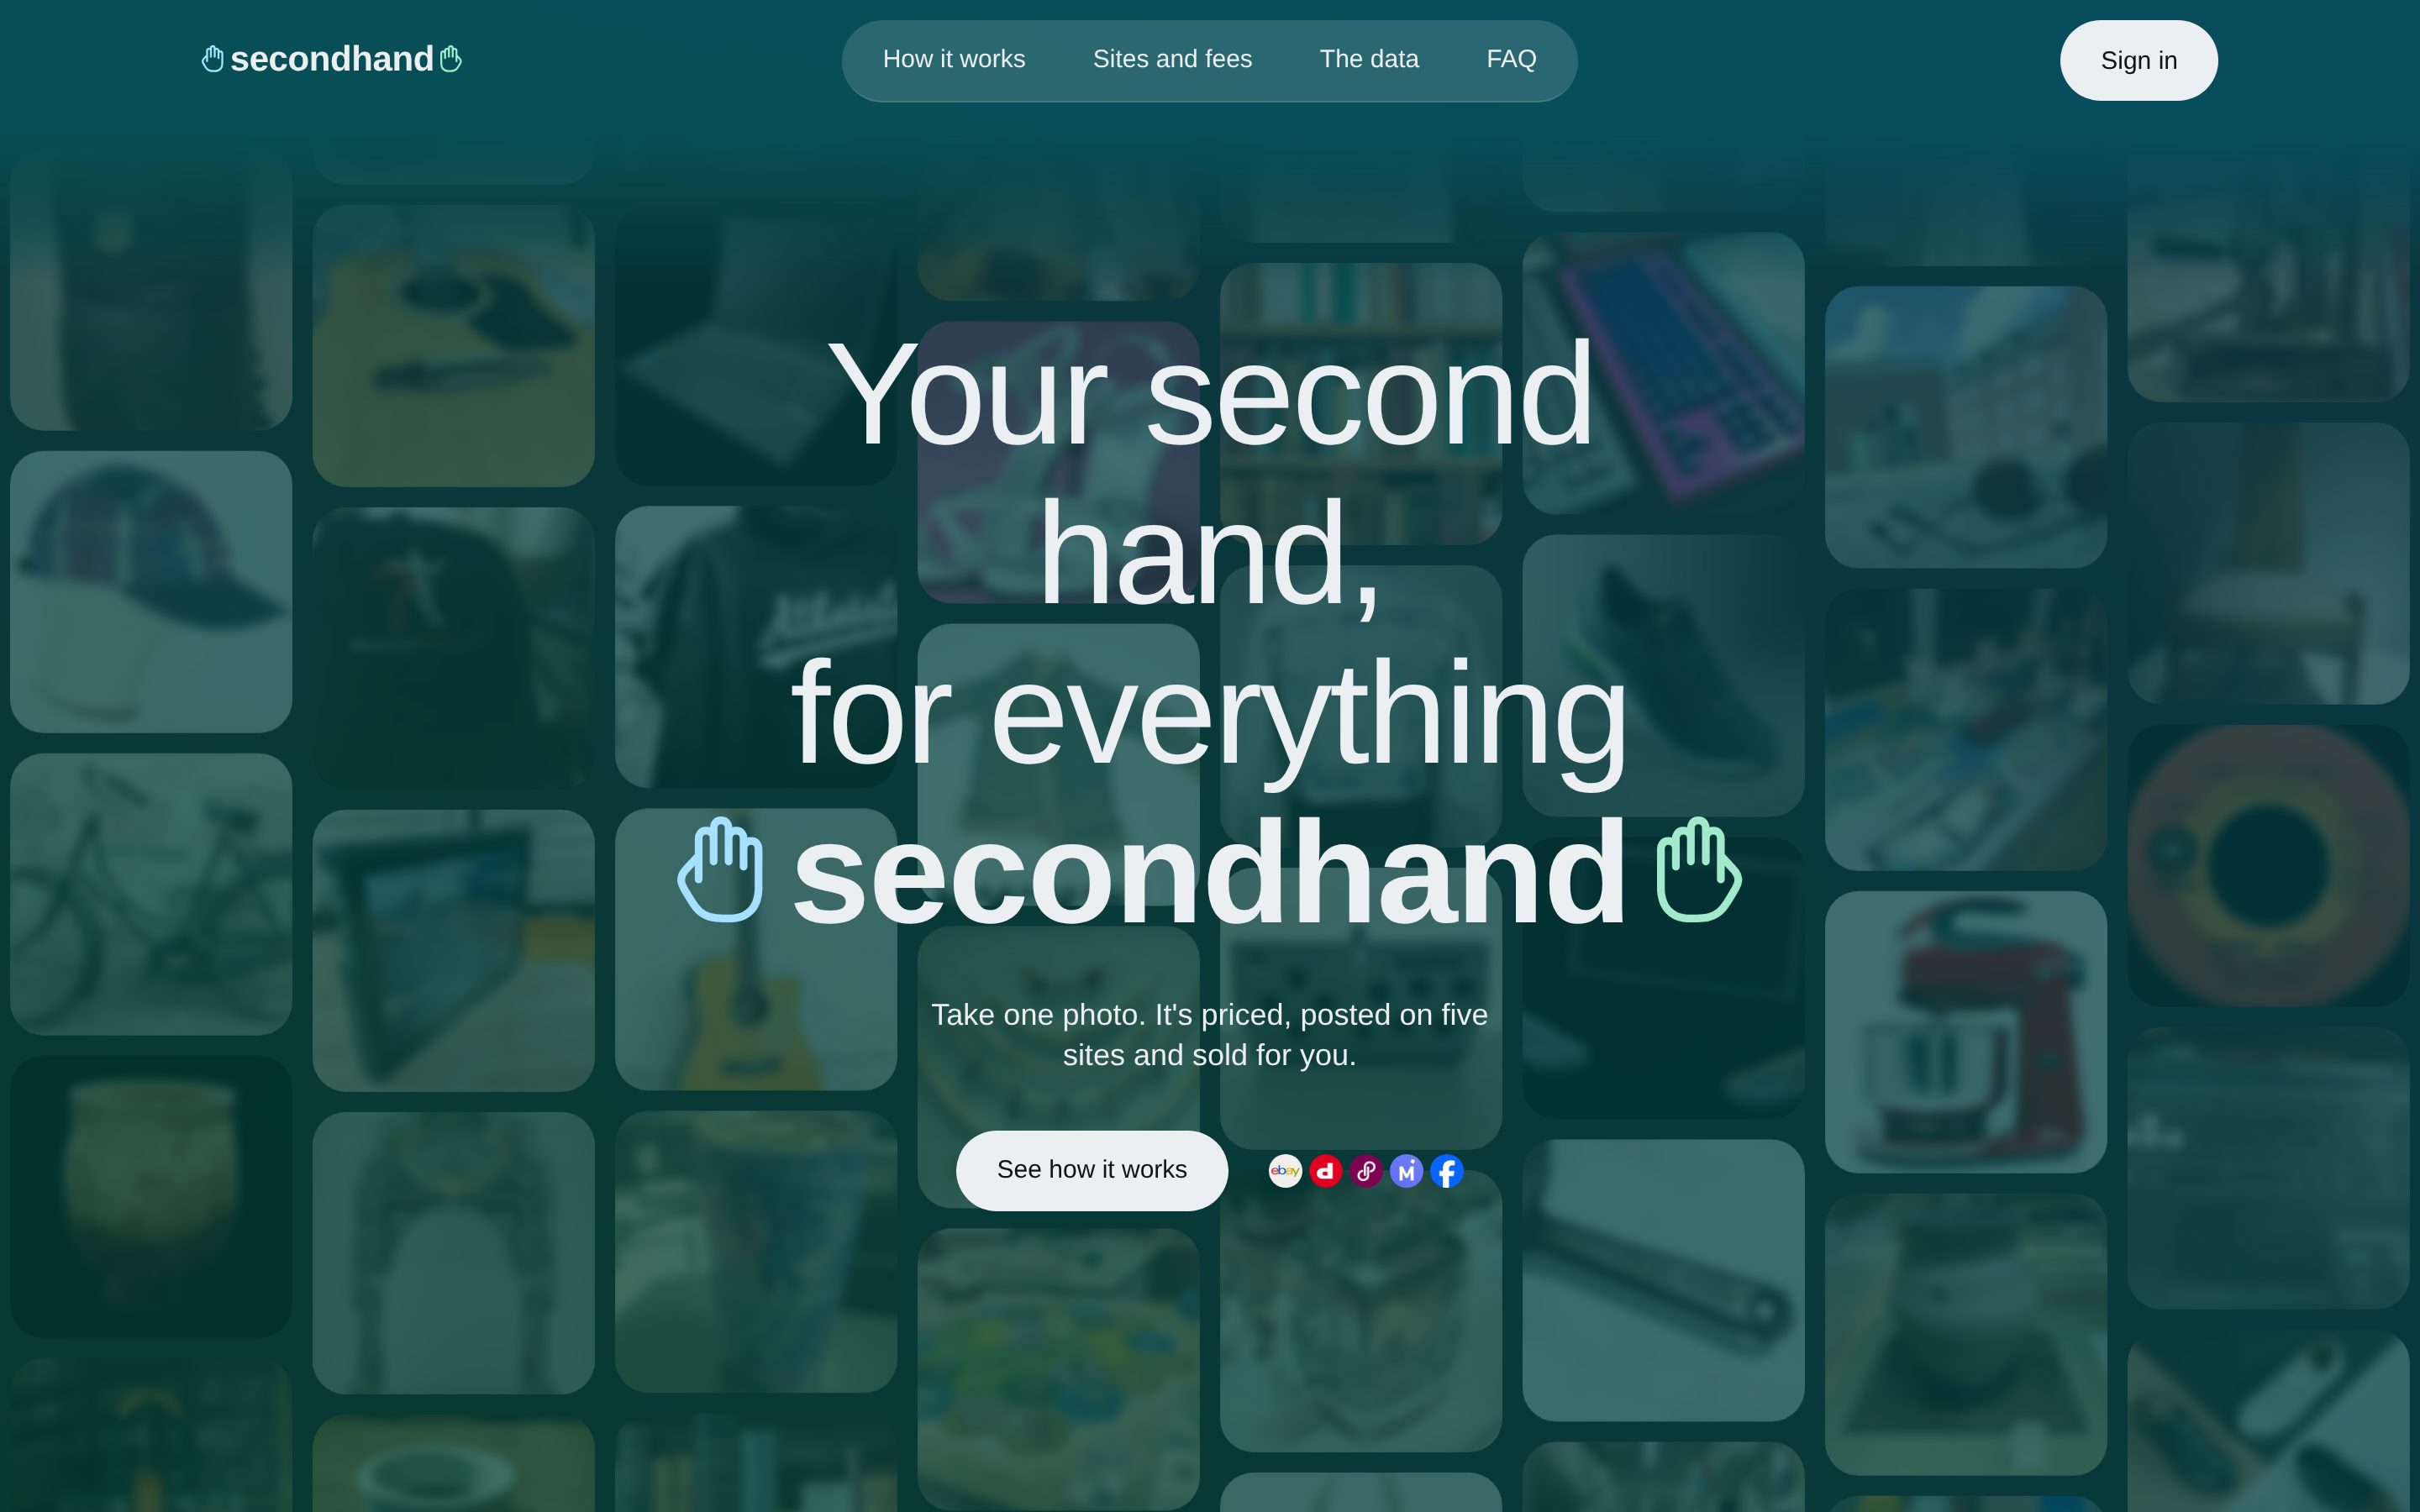 secondhand
How it works
Sites and fees
The data
FAQ
Sign in
Your second
hand,
for everything
secondhand
Take one photo. It's priced, posted on five
sites and sold for you.
See how it works
ebay